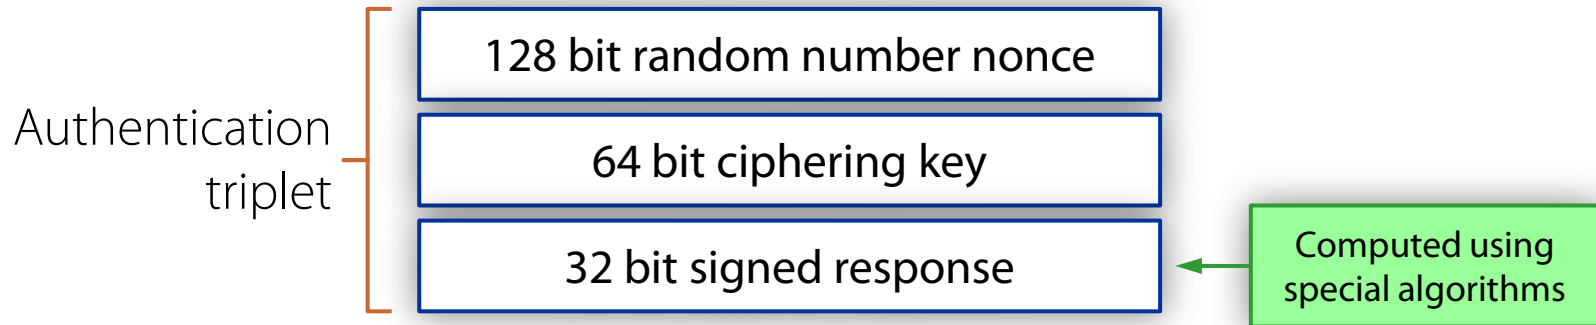 128 bit random number nonce
Authentication
triplet
64 bit ciphering key
32 bit signed response
Computed using
special algorithms